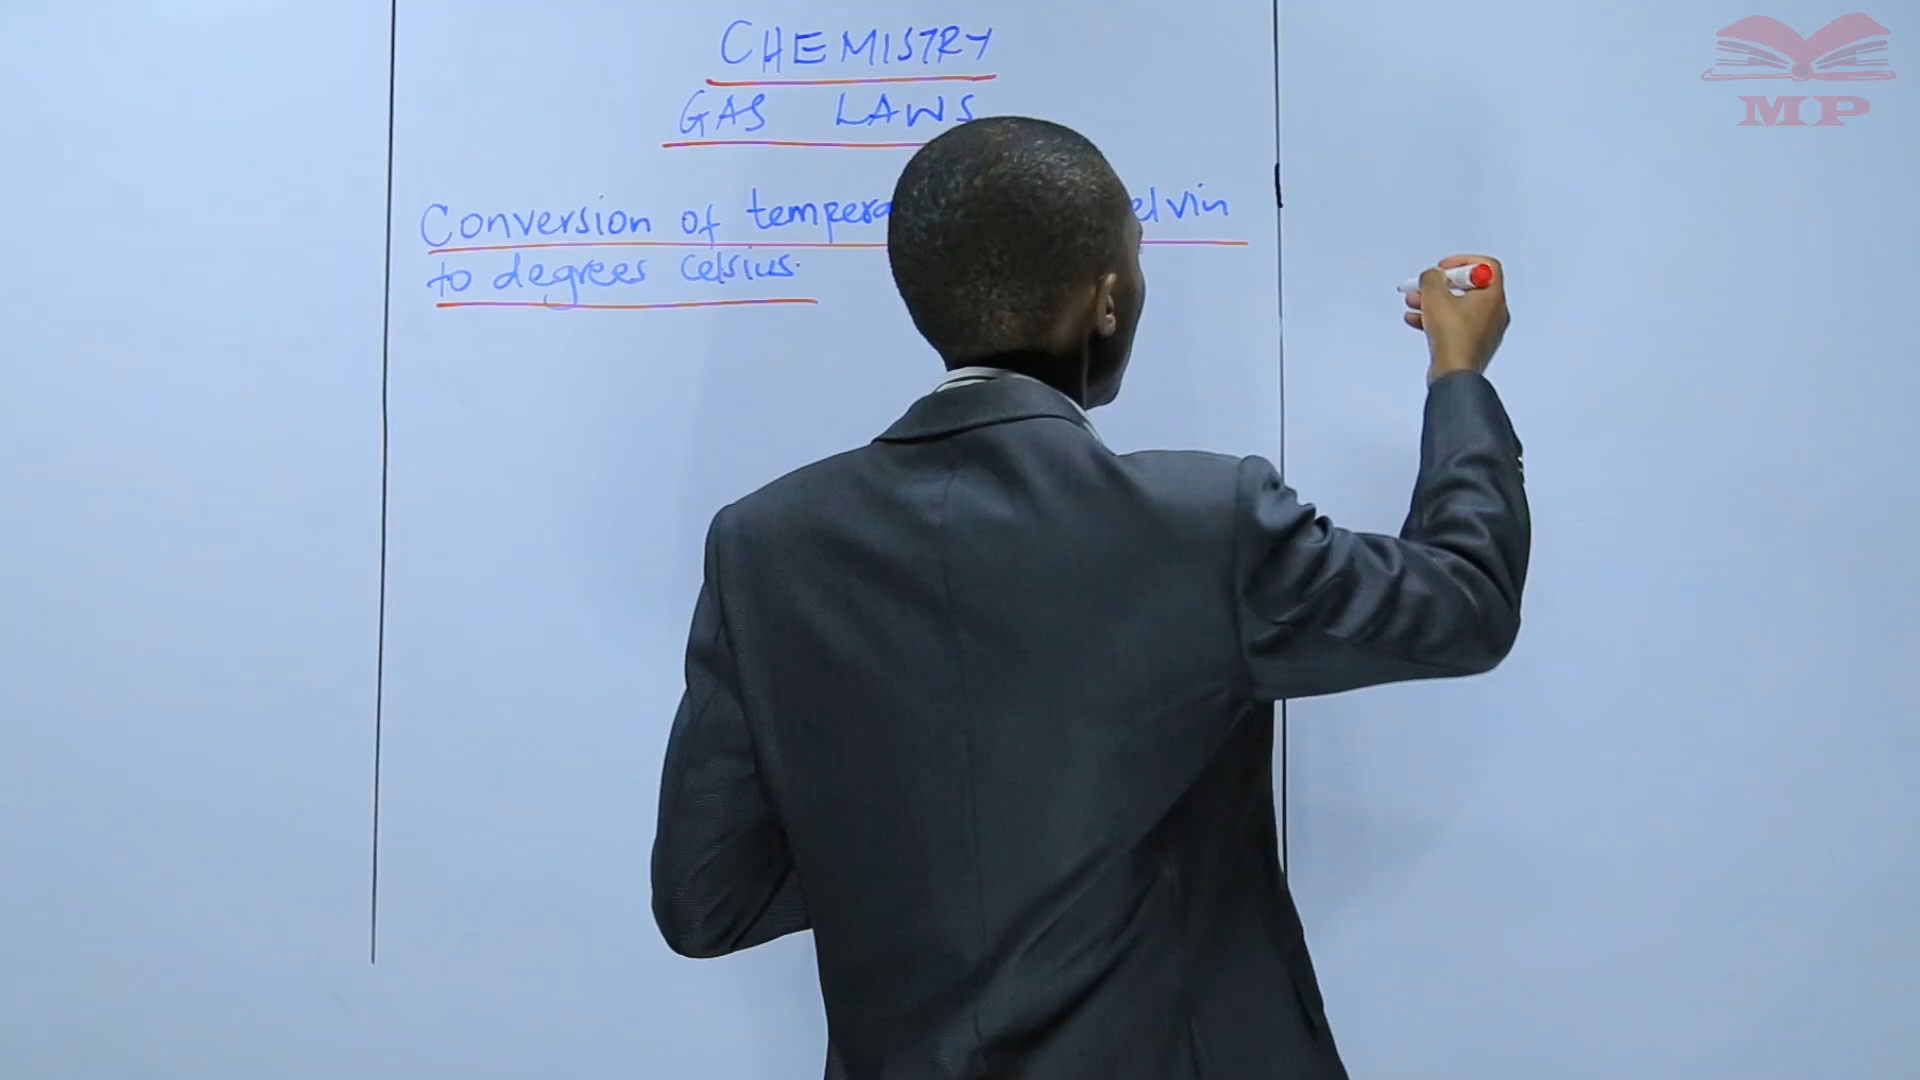 CHEMISTRY
GAS LAWS
Conversion of tempera elvin
to degrees Celsius.
MP